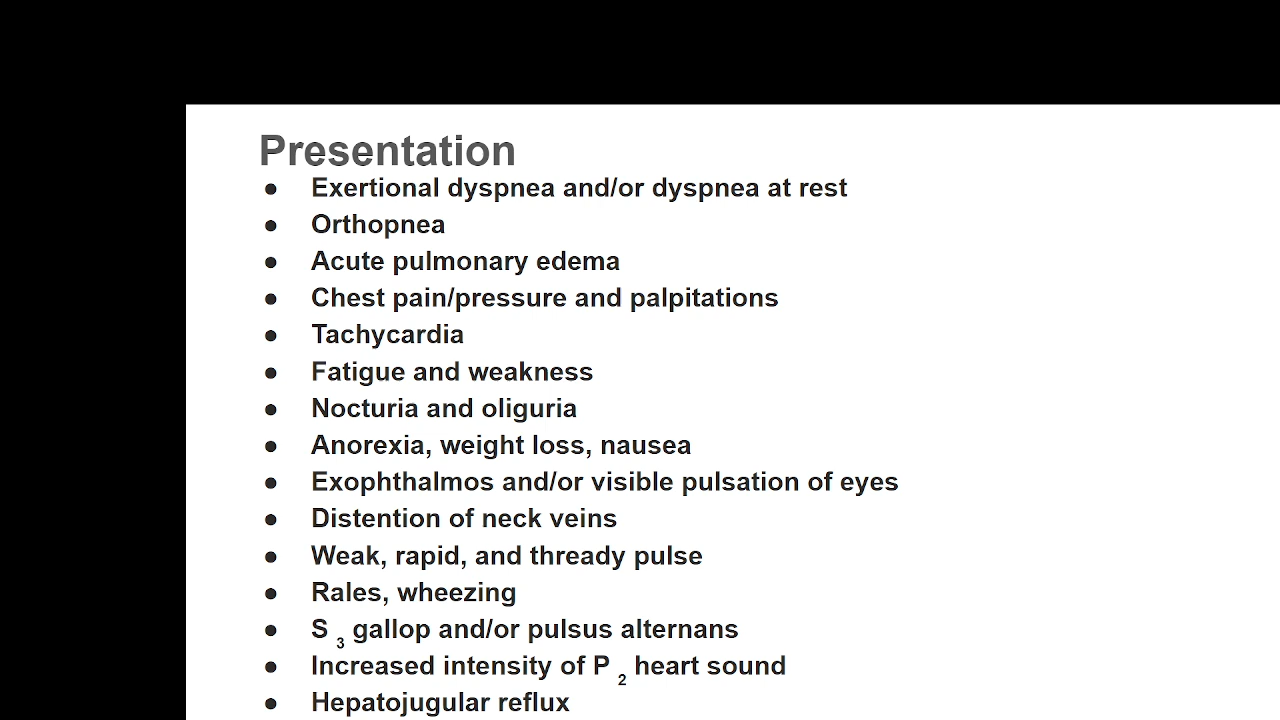 Presentation
● Exertional dyspnea and/or dyspnea at rest
● Orthopnea
● Acute pulmonary edema
● Chest pain/pressure and palpitations
● Tachycardia
● Fatigue and weakness
● Nocturia and oliguria
● Anorexia, weight loss, nausea
● Exophthalmos and/or visible pulsation of eyes
● Distention of neck veins
● Weak, rapid, and thready pulse
● Rales, wheezing
● S 3 gallop and/or pulsus alternans
● Increased intensity of P 2 heart sound
● Hepatojugular reflux